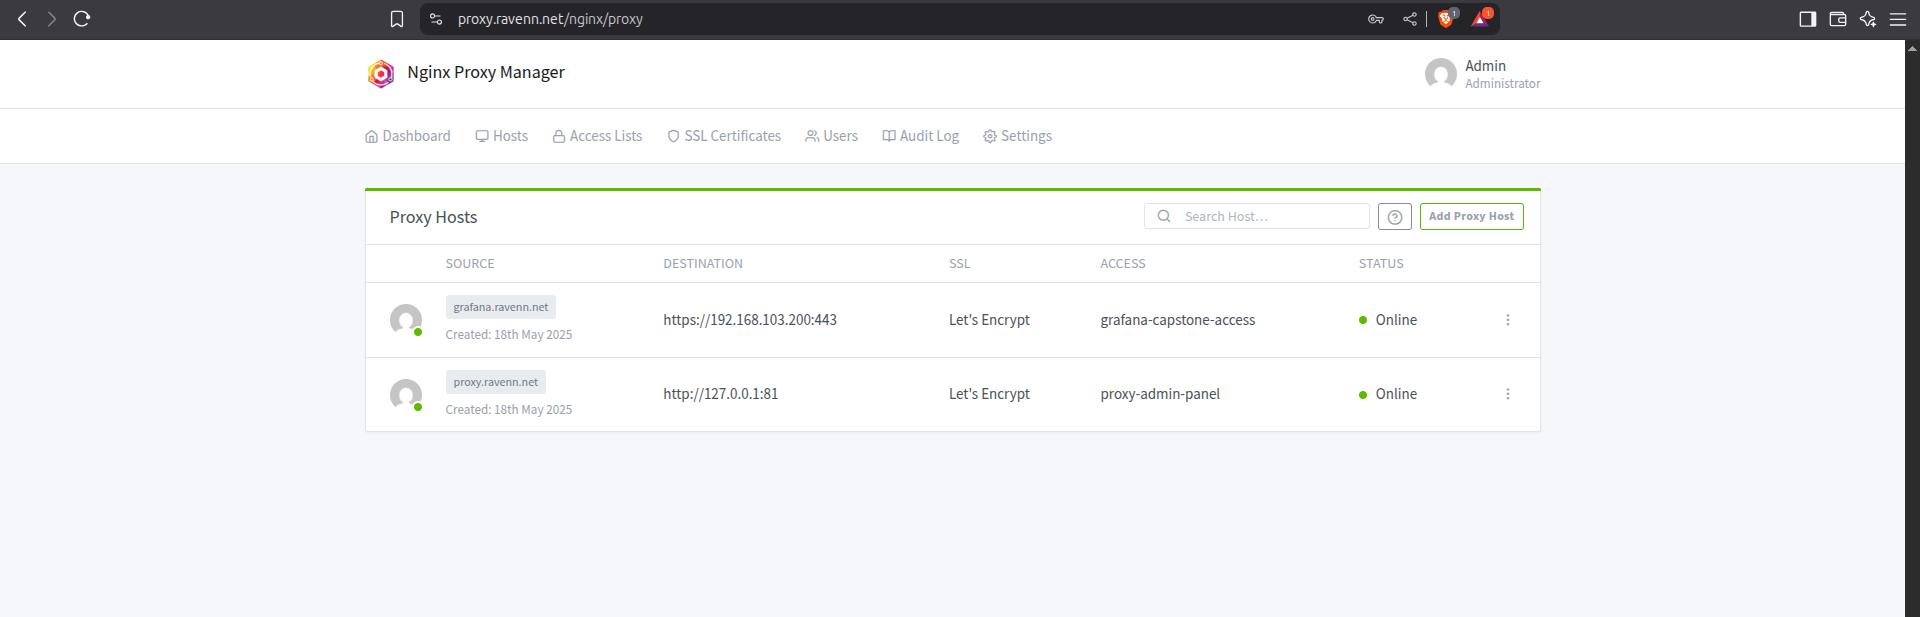 proxy.ravenn.net/nginx/proxy
1
1
Nginx Proxy Manager
Admin
Administrator
Dashboard Hosts Access Lists SSL Certificates Users Audit Log Settings
Proxy Hosts
Search Host…
Add Proxy Host
SOURCE DESTINATION SSL ACCESS STATUS
grafana.ravenn.net
Created: 18th May 2025
https://192.168.103.200:443
Let's Encrypt
grafana-capstone-access
Online
proxy.ravenn.net
Created: 18th May 2025
http://127.0.0.1:81
Let's Encrypt
proxy-admin-panel
Online